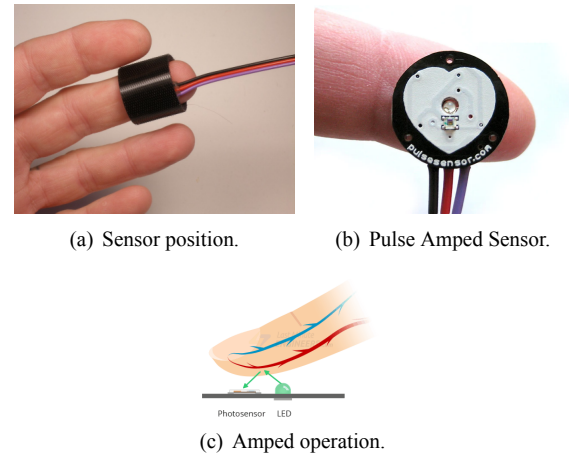 (a) Sensor position.
pulsesensor.com
(b) Pulse Amped Sensor.
Photosensor LED
(c) Amped operation.